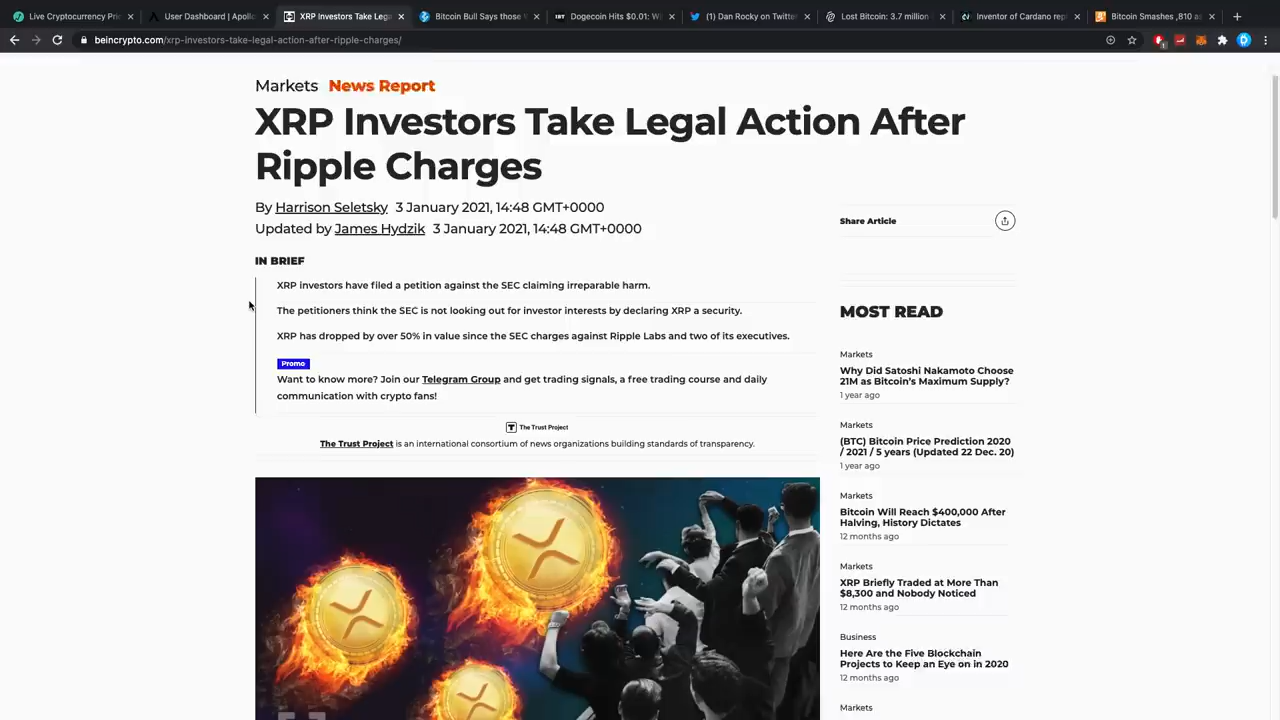 Live Cryptocurrency Pric
User Dashboard | Apollo
XRP Investors Take Lega
Bitcoin Bull Says those
Dogecoin Hits $0.01: W
(1) Dan Rocky on Twitter
Lost Bitcoin: 3.7 million
Inventor of Cardano rep
Bitcoin Smashes ,810 as
beincrypto.com/xrp-investors-take-legal-action-after-ripple-charges/
Markets News Report
XRP Investors Take Legal Action After
Ripple Charges
By Harrison Seletsky 3 January 2021, 14:48 GMT+0000
Updated by James Hydzik 3 January 2021, 14:48 GMT+0000
Share Article
IN BRIEF
XRP investors have filed a petition against the SEC claiming irreparable harm.
The petitioners think the SEC is not looking out for investor interests by declaring XRP a security.
XRP has dropped by over 50% in value since the SEC charges against Ripple Labs and two of its executives.
Promo
Want to know more? Join our Telegram Group and get trading signals, a free trading course and daily
communication with crypto fans!
The Trust Project
The Trust Project is an international consortium of news organizations building standards of transparency.
MOST READ
Markets
Why Did Satoshi Nakamoto Choose
21M as Bitcoin's Maximum Supply?
1 year ago
Markets
(BTC) Bitcoin Price Prediction 2020
/ 2021 / 5 years (Updated 22 Dec. 20)
1 year ago
Markets
Bitcoin Will Reach $400,000 After
Halving, History Dictates
12 months ago
Markets
XRP Briefly Traded at More Than
$8,300 and Nobody Noticed
12 months ago
Business
Here Are the Five Blockchain
Projects to Keep an Eye on in 2020
12 months ago
Markets